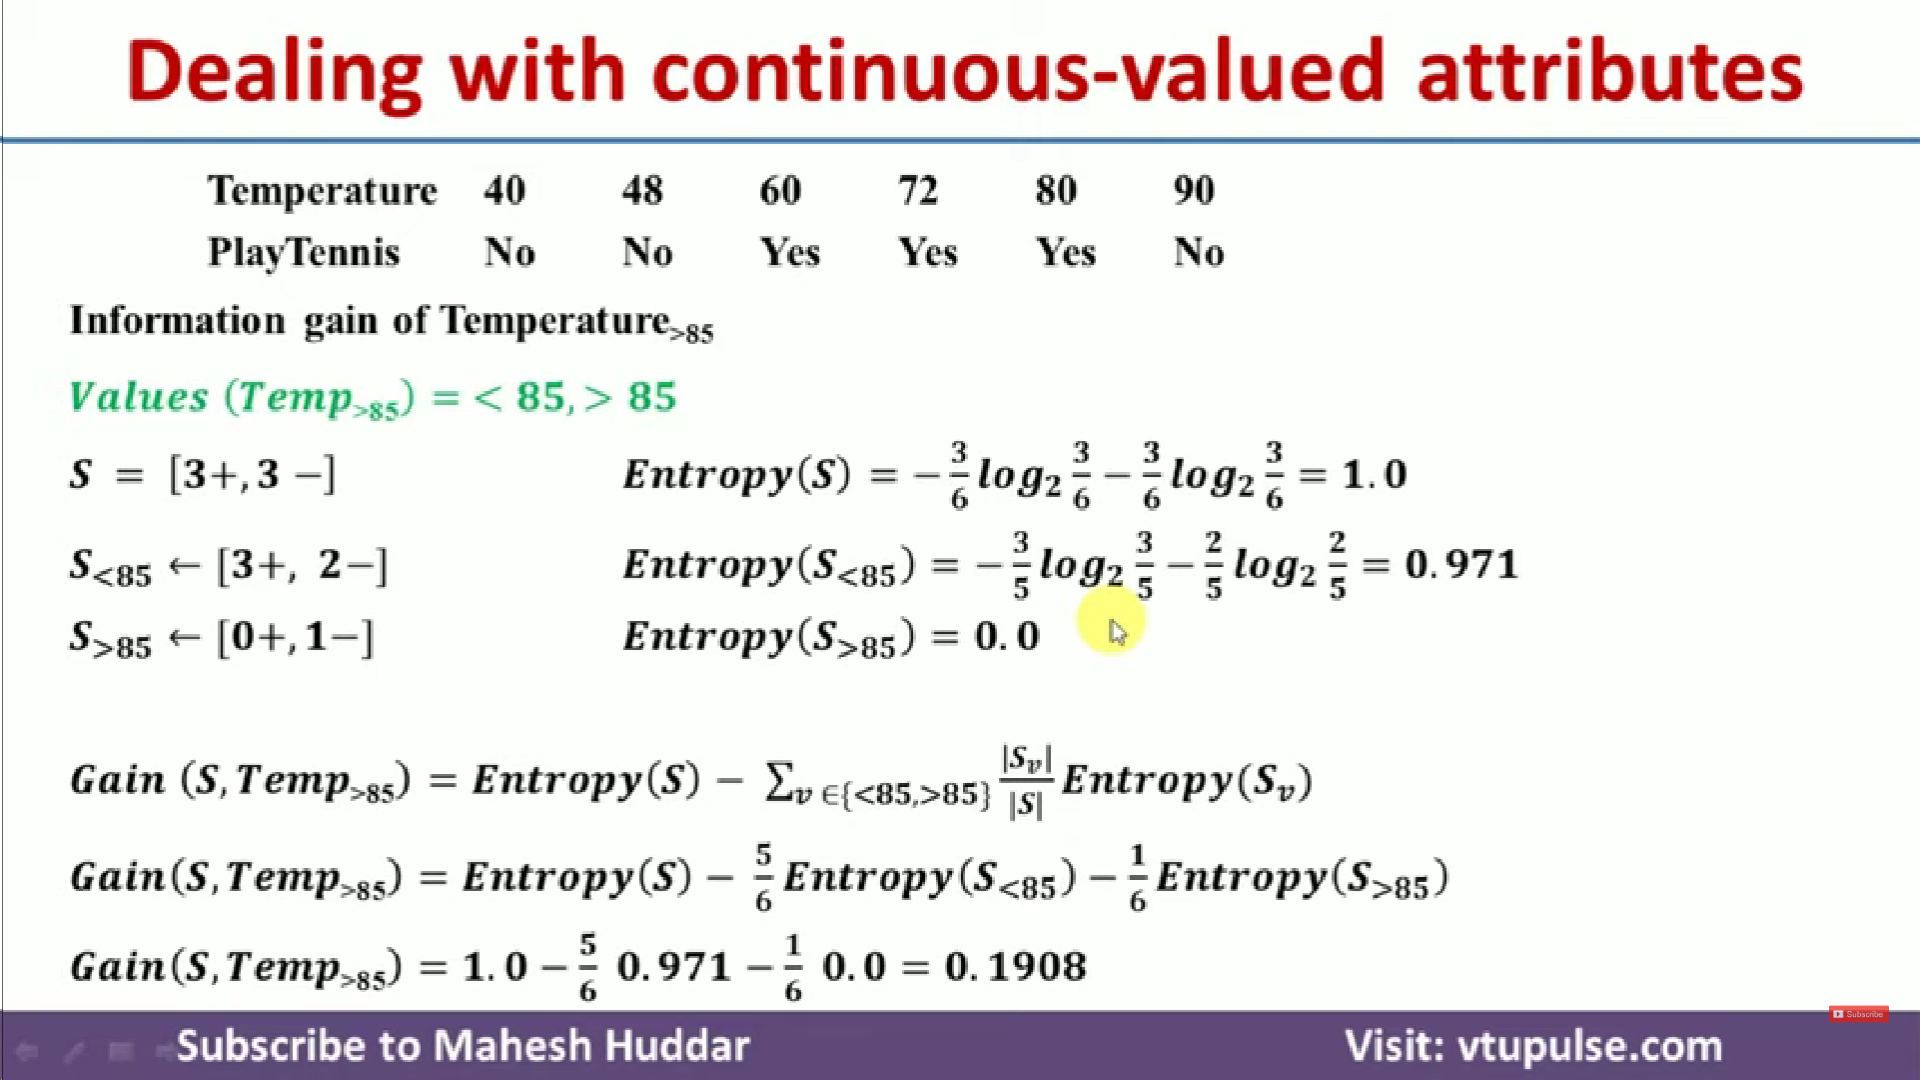 Dealing with continuous-valued attributes
Temperature 40 48 60 72 80 90
PlayTennis No No Yes Yes Yes No
Information gain of Temperature>85
Values (Temp>85) = < 85, > 85
S = [3+, 3 −] Entropy(S) = − 3/6 log2 3/6 − 3/6 log2 3/6 = 1.0
S<85 ← [3+, 2−] Entropy(S<85) = − 3/5 log2 3/5 − 2/5 log2 2/5 = 0.971
S>85 ← [0+, 1−] Entropy(S>85) = 0.0
Gain (S, Temp>85) = Entropy(S) − ∑v ∈{<85,>85} |Sv|/|S| Entropy(Sv)
Gain(S, Temp>85) = Entropy(S) − 5/6 Entropy(S<85) − 1/6 Entropy(S>85)
Gain(S, Temp>85) = 1.0 − 5/6 0.971 − 1/6 0.0 = 0.1908
Subscribe
Subscribe to Mahesh Huddar Visit: vtupulse.com